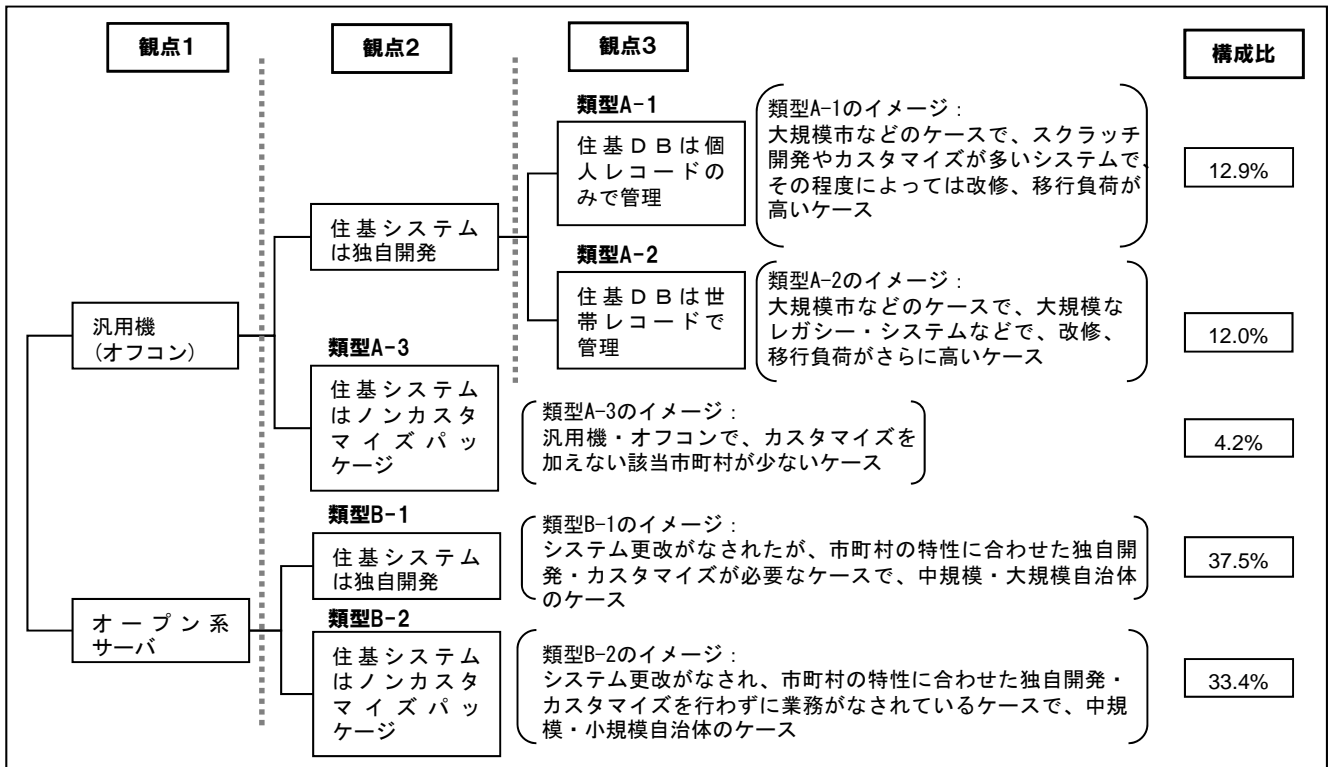 観点1
観点2
観点3
構成比
類型A-1
住基ＤＢは個
人レコードの
みで管理
類型A-1のイメージ：
大規模市などのケースで、スクラッチ
開発やカスタマイズが多いシステムで、
その程度によっては改修、移行負荷が
高いケース
12.9%
住基システム
は独自開発
類型A-2
住基ＤＢは世
帯レコードで
管理
類型A-2のイメージ：
大規模市などのケースで、大規模な
レガシー・システムなどで、改修、
移行負荷がさらに高いケース
12.0%
汎用機
(オフコン)
類型A-3
住基システム
はノンカスタ
マイズパッ
ケージ
類型A-3のイメージ：
汎用機・オフコンで、カスタマイズを
加えない該当市町村が少ないケース
4.2%
類型B-1
住基システム
は独自開発
類型B-1のイメージ：
システム更改がなされたが、市町村の特性に合わせた独自開
発・カスタマイズが必要なケースで、中規模・大規模自治体
のケース
37.5%
オープン系
サーバ
類型B-2
住基システム
はノンカスタ
マイズパッ
ケージ
類型B-2のイメージ：
システム更改がなされ、市町村の特性に合わせた独自開発・
カスタマイズを行わずに業務がなされているケースで、中規
模・小規模自治体のケース
33.4%